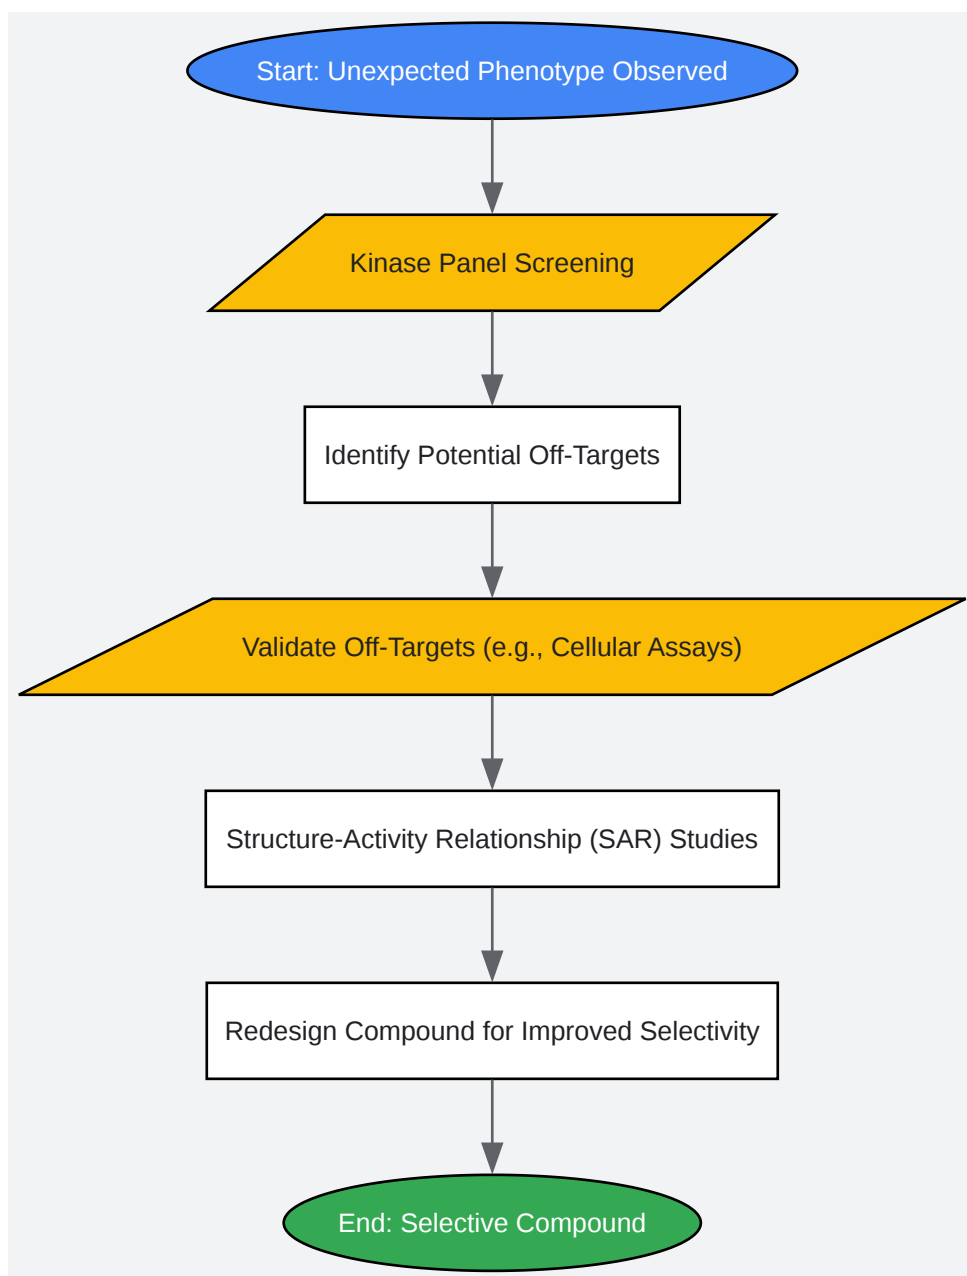 Start: Unexpected Phenotype Observed
Kinase Panel Screening
Identify Potential Off-Targets
Validate Off-Targets (e.g., Cellular Assays)
Structure-Activity Relationship (SAR) Studies
Redesign Compound for Improved Selectivity
End: Selective Compound